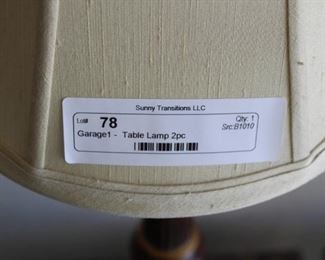 Sunny Transitions LLC
Lot# 78 Qty: 1
Garage1 - Table Lamp 2pc Src:B1010